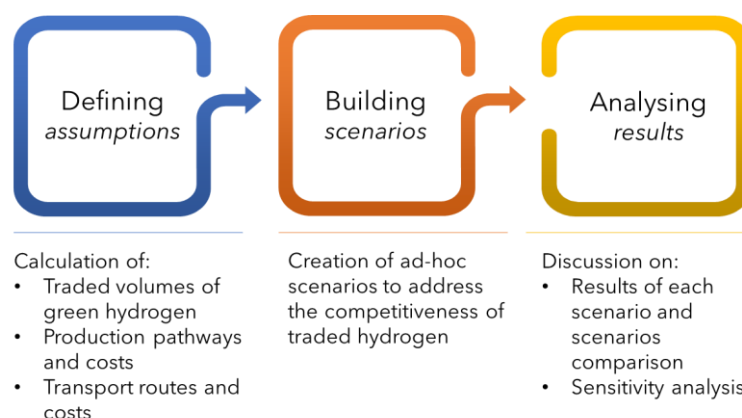 Defining
assumptions
Building
scenarios
Analysing
results
Calculation of:
• Traded volumes of
green hydrogen
• Production pathways
and costs
• Transport routes and
costs
Creation of ad-hoc
scenarios to address
the competitiveness of
traded hydrogen
Discussion on:
• Results of each
scenario and
scenarios
comparison
• Sensitivity analysis